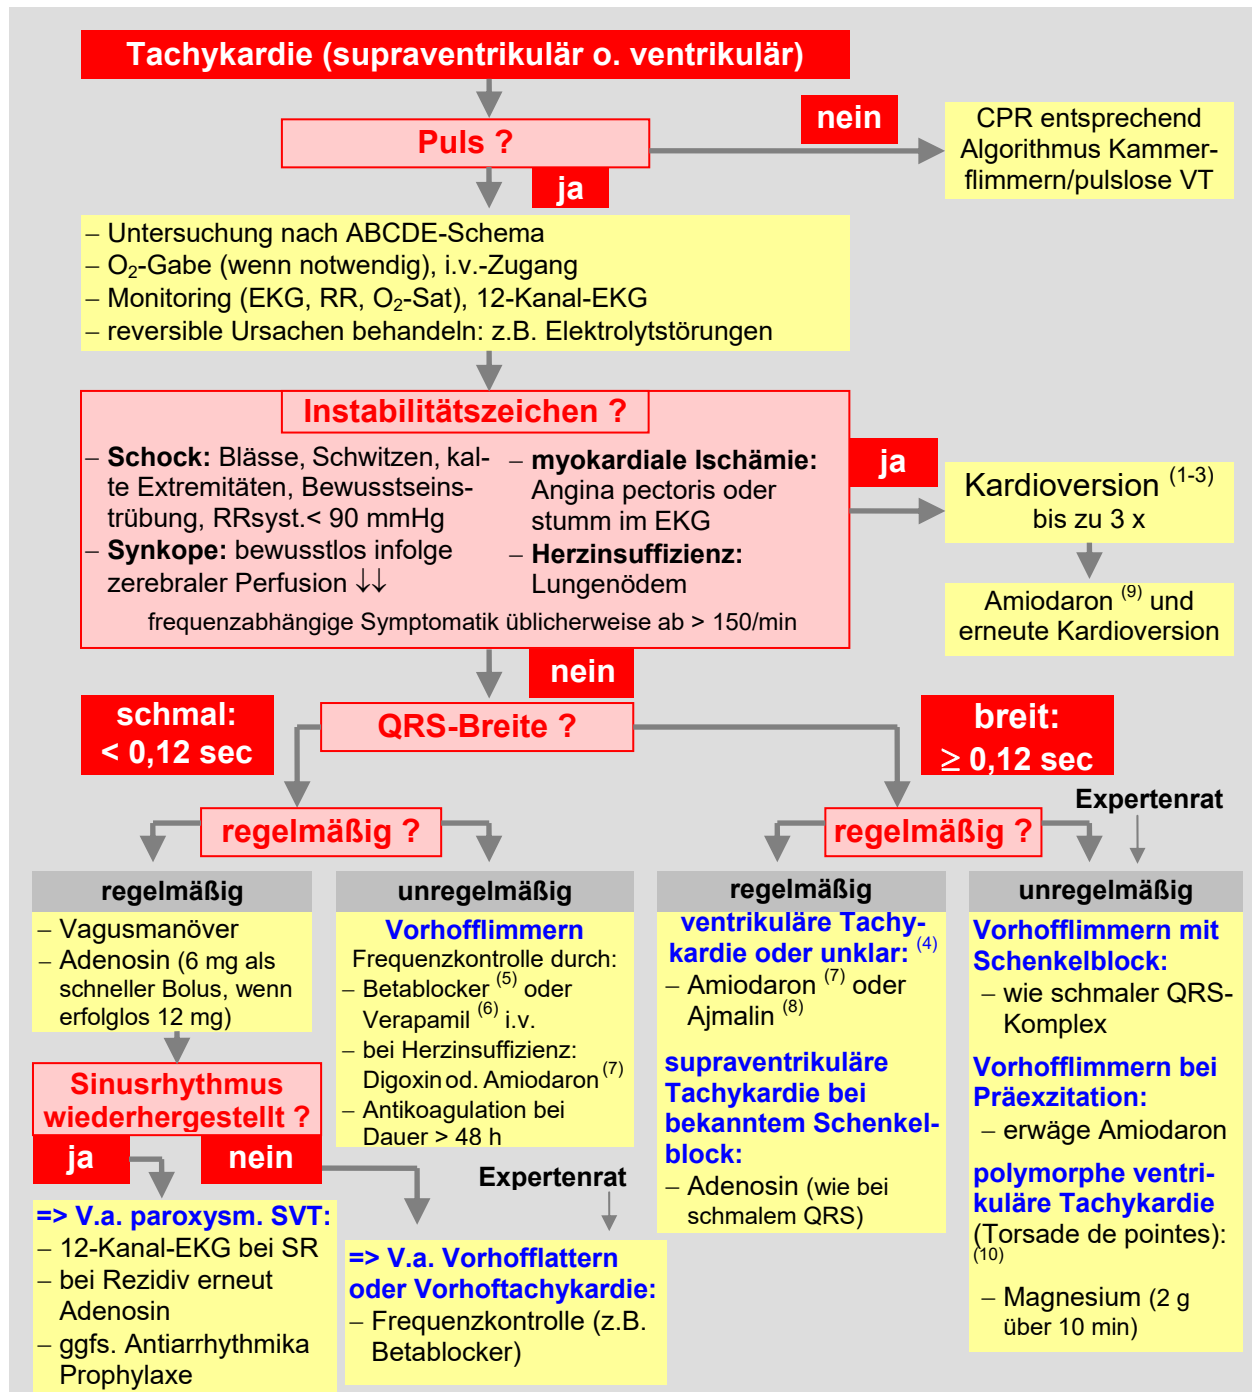 Tachykardie (supraventrikulär o. ventrikulär)
Puls ?
nein
CPR entsprechend
Algorithmus Kammer-
flimmern/pulslose VT
ja
– Untersuchung nach ABCDE-Schema
– O₂-Gabe (wenn notwendig), i.v.-Zugang
– Monitoring (EKG, RR, O₂-Sat), 12-Kanal-EKG
– reversible Ursachen behandeln: z.B. Elektrolytstörungen
Instabilitätszeichen ?
– Schock: Blässe, Schwitzen, kal-
te Extremitäten, Bewusstseins-
trübung, RRsyst.< 90 mmHg
– Synkope: bewusstlos infolge
zerebraler Perfusion ↓↓
– myokardiale Ischämie:
Angina pectoris oder
stumm im EKG
– Herzinsuffizienz:
Lungenödem
frequenzabhängige Symptomatik üblicherweise ab > 150/min
ja
Kardioversion (1-3)
bis zu 3 x
Amiodaron (9) und
erneute Kardioversion
nein
QRS-Breite ?
schmal:
< 0,12 sec
breit:
≥ 0,12 sec
regelmäßig ?
regelmäßig
– Vagusmanöver
– Adenosin (6 mg als
schneller Bolus, wenn
erfolglos 12 mg)
unregelmäßig
Vorhofflimmern
Frequenzkontrolle durch:
– Betablocker (5) oder
Verapamil (6) i.v.
– bei Herzinsuffizienz:
Digoxin od. Amiodaron (7)
– Antikoagulation bei
Dauer > 48 h
Sinusrhythmus
wiederhergestellt ?
ja
nein
=> V.a. paroxysm. SVT:
– 12-Kanal-EKG bei SR
– bei Rezidiv erneut
Adenosin
– ggfs. Antiarrhythmika
Prophylaxe
Expertenrat
=> V.a. Vorhofflattern
oder Vorhoftachykardie:
– Frequenzkontrolle (z.B.
Betablocker)
regelmäßig ?
Expertenrat
regelmäßig
ventrikuläre Tachy-
kardie oder unklar: (4)
– Amiodaron (7) oder
Ajmalin (8)
supraventrikuläre
Tachykardie bei
bekanntem Schenkel-
block:
– Adenosin (wie bei
schmalem QRS)
unregelmäßig
Vorhofflimmern mit
Schenkelblock:
– wie schmaler QRS-
Komplex
Vorhofflimmern bei
Präexzitation:
– erwäge Amiodaron
polymorphe ventri-
kuläre Tachykardie
(Torsade de pointes):
(10)
– Magnesium (2 g
über 10 min)